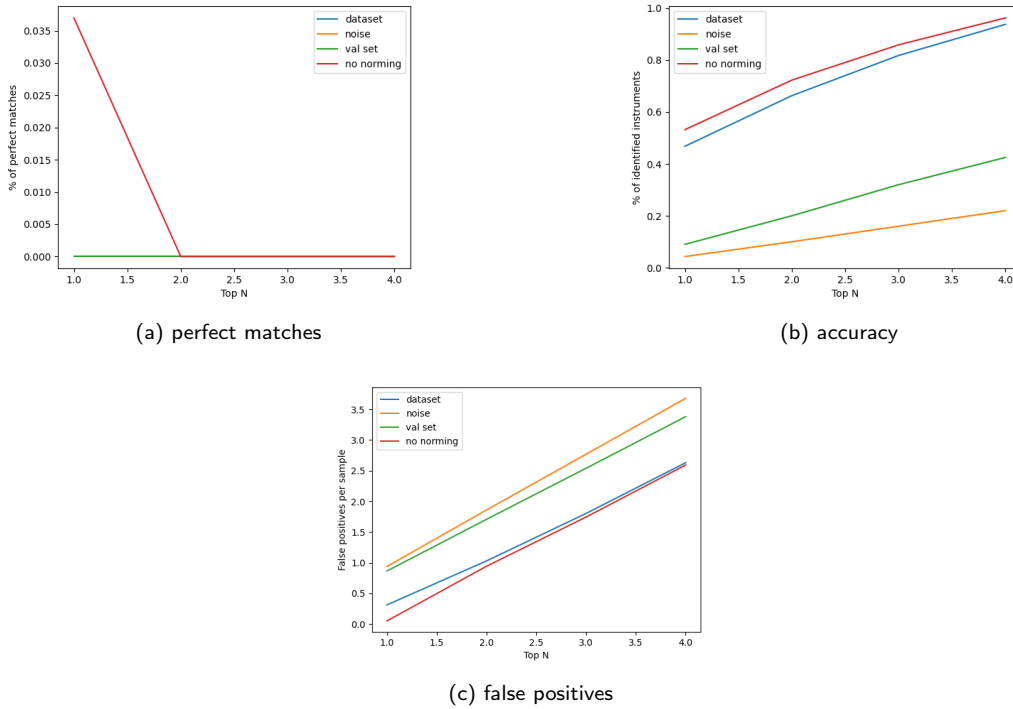 0.035
0.030
0.025
0.020
0.015
0.010
0.005
0.000
% of perfect matches
dataset
noise
val set
no norming
1.0 1.5 2.0 2.5 3.0 3.5 4.0
Top N
(a) perfect matches
1.0
0.8
0.6
0.4
0.2
0.0
% of identified instruments
dataset
noise
val set
no norming
1.0 1.5 2.0 2.5 3.0 3.5 4.0
Top N
(b) accuracy
3.5
3.0
2.5
2.0
1.5
1.0
0.5
0.0
False positives per sample
dataset
noise
val set
no norming
1.0 1.5 2.0 2.5 3.0 3.5 4.0
Top N
(c) false positives